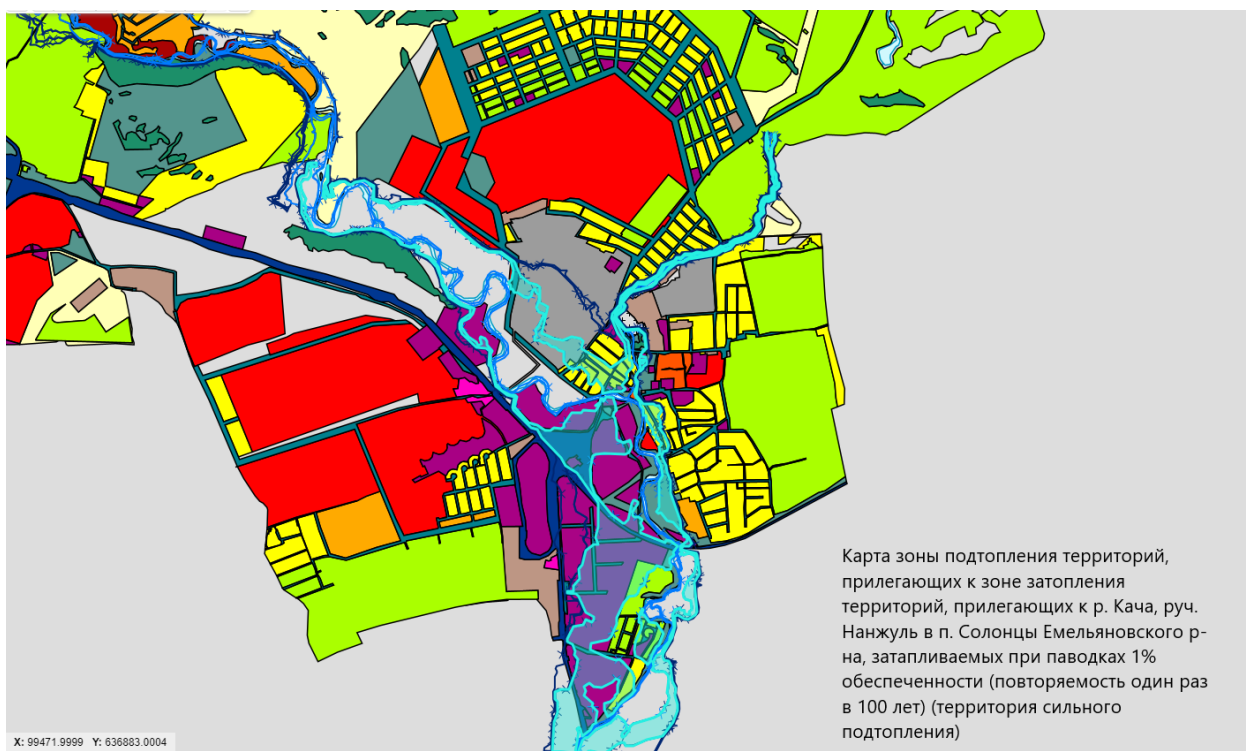 Карта зоны подтопления территорий,
прилегающих к зоне затопления
территорий, прилегающих к р. Кача, руч.
Нанжуль в п. Солонцы Емельяновского р-
на, затапливаемых при паводках 1%
обеспеченности (повторяемость один раз
в 100 лет) (территория сильного
подтопления)
X: 99471.9999 Y: 636883.0004